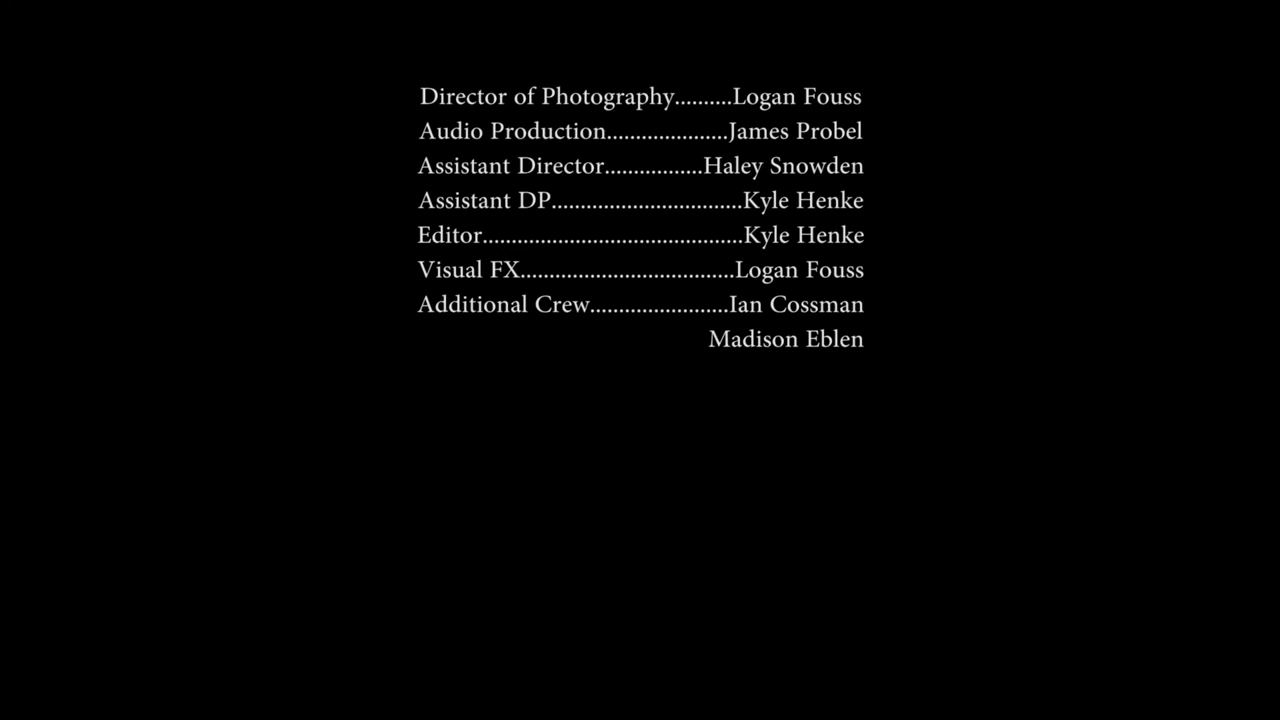 Director of Photography..........Logan Fouss
Audio Production.....................James Probel
Assistant Director.................Haley Snowden
Assistant DP.................................Kyle Henke
Editor.............................................Kyle Henke
Visual FX.....................................Logan Fouss
Additional Crew........................Ian Cossman
Madison Eblen